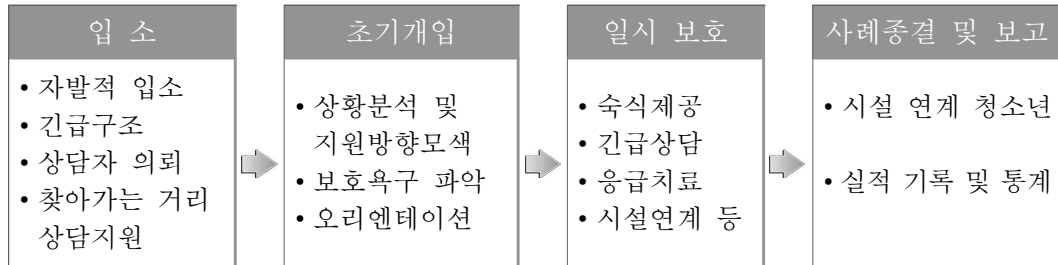 입 소
• 자발적 입소
• 긴급구조
• 상담자 의뢰
• 찾아가는 거리
상담지원
초기개입
• 상황분석 및
지원방향모색
• 보호욕구 파악
• 오리엔테이션
일시 보호
• 숙식제공
• 긴급상담
• 응급치료
• 시설연계 등
사례종결 및 보고
• 시설 연계 청소년
• 실적 기록 및 통계